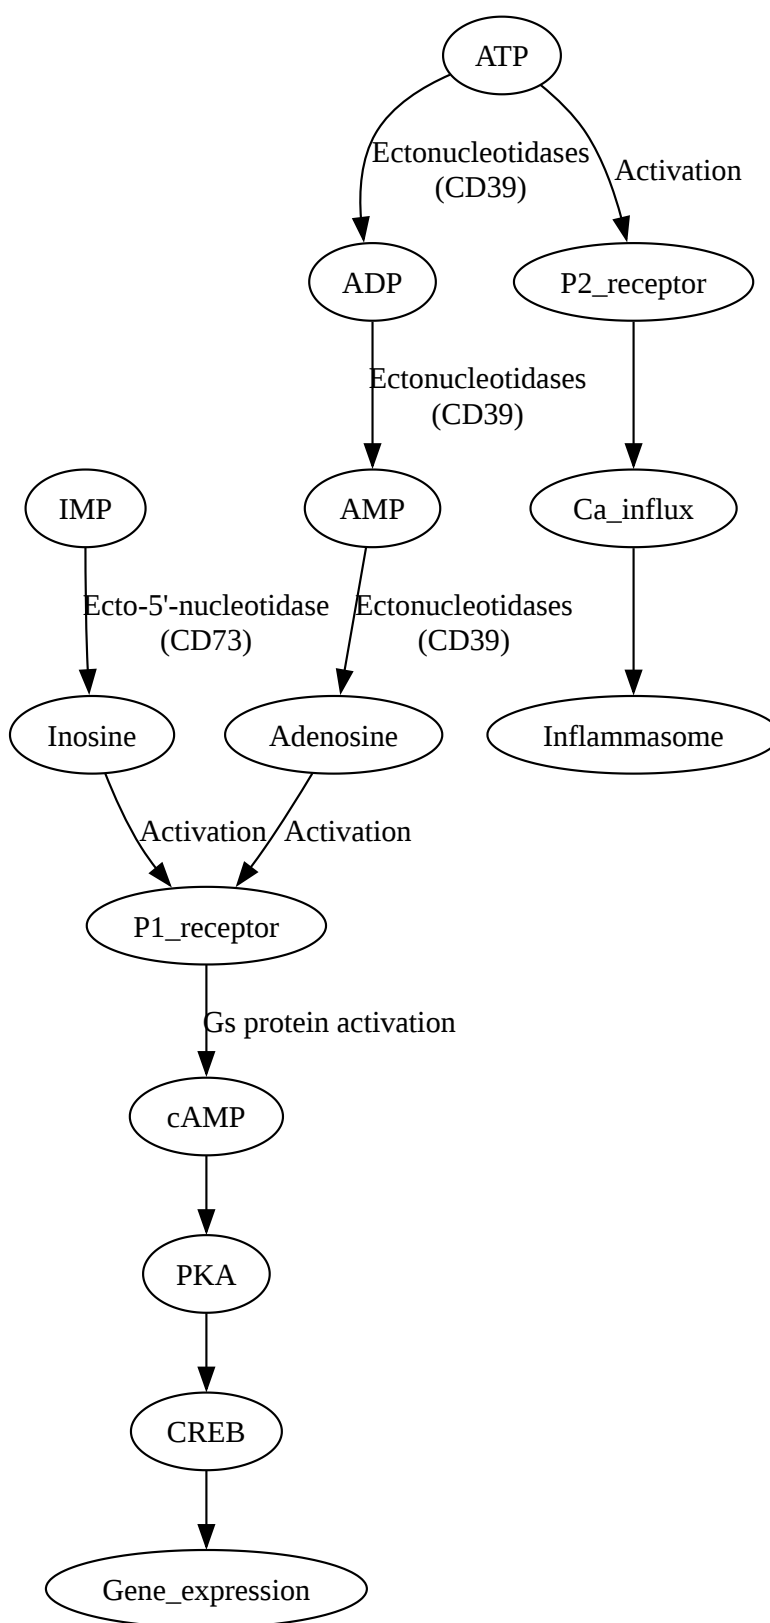 ATP
Ectonucleotidases
(CD39)
Activation
ADP
P2_receptor
Ectonucleotidases
(CD39)
IMP
AMP
Ca_influx
Ecto-5'-nucleotidase
(CD73)
Ectonucleotidases
(CD39)
Inosine
Adenosine
Inflammasome
Activation
Activation
P1_receptor
Gs protein activation
cAMP
PKA
CREB
Gene_expression